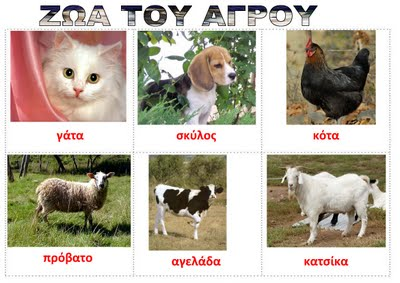 ΖΩΑ ΤΟΥ ΑΓΡΟΥ
γάτα
σκύλος
κότα
πρόβατο
αγελάδα
κατσίκα